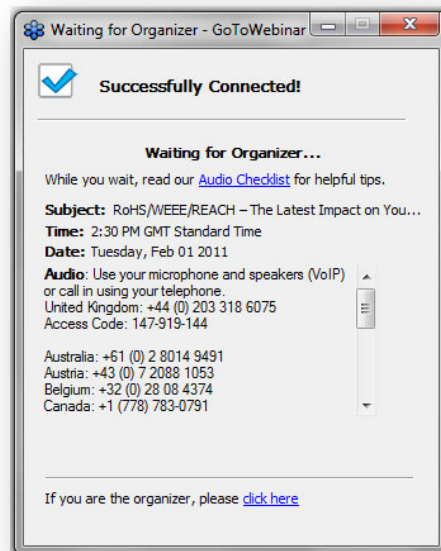 Waiting for Organizer - GoToWebinar
Successfully Connected!
Waiting for Organizer...
While you wait, read our Audio Checklist for helpful tips.
Subject: RoHS/WEEE/REACH – The Latest Impact on You...
Time: 2:30 PM GMT Standard Time
Date: Tuesday, Feb 01 2011
Audio: Use your microphone and speakers (VoIP)
or call in using your telephone.
United Kingdom: +44 (0) 203 318 6075
Access Code: 147-919-144
Australia: +61 (0) 2 8014 9491
Austria: +43 (0) 7 2088 1053
Belgium: +32 (0) 28 08 4374
Canada: +1 (778) 783-0791
If you are the organizer, please click here